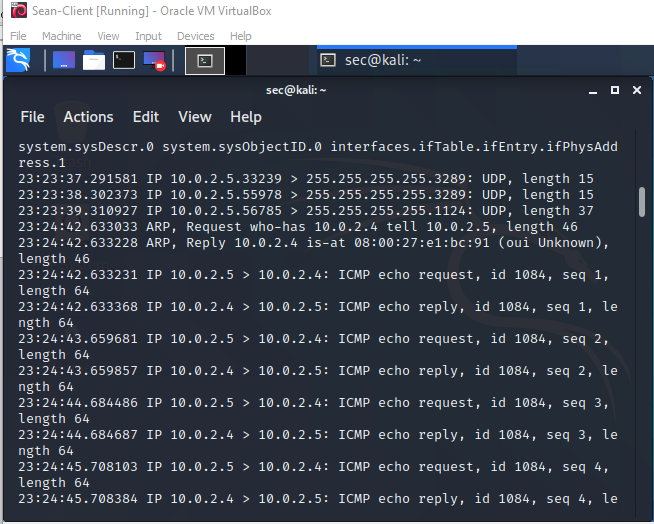 Sean-Client [Running] - Oracle VM VirtualBox
File Machine View Input Devices Help
sec@kali: ~
sec@kali: ~
File Actions Edit View Help
system.sysDescr.0 system.sysObjectID.0 interfaces.ifTable.ifEntry.ifPhysAdd
ress.1
23:23:37.291581 IP 10.0.2.5.33239 > 255.255.255.255.3289: UDP, length 15
23:23:38.302373 IP 10.0.2.5.55978 > 255.255.255.255.3289: UDP, length 15
23:23:39.310927 IP 10.0.2.5.56785 > 255.255.255.255.1124: UDP, length 37
23:24:42.633033 ARP, Request who-has 10.0.2.4 tell 10.0.2.5, length 46
23:24:42.633228 ARP, Reply 10.0.2.4 is-at 08:00:27:e1:bc:91 (oui Unknown),
length 46
23:24:42.633231 IP 10.0.2.5 > 10.0.2.4: ICMP echo request, id 1084, seq 1,
length 64
23:24:42.633368 IP 10.0.2.4 > 10.0.2.5: ICMP echo reply, id 1084, seq 1, le
ngth 64
23:24:43.659681 IP 10.0.2.5 > 10.0.2.4: ICMP echo request, id 1084, seq 2,
length 64
23:24:43.659857 IP 10.0.2.4 > 10.0.2.5: ICMP echo reply, id 1084, seq 2, le
ngth 64
23:24:44.684486 IP 10.0.2.5 > 10.0.2.4: ICMP echo request, id 1084, seq 3,
length 64
23:24:44.684687 IP 10.0.2.4 > 10.0.2.5: ICMP echo reply, id 1084, seq 3, le
ngth 64
23:24:45.708103 IP 10.0.2.5 > 10.0.2.4: ICMP echo request, id 1084, seq 4,
length 64
23:24:45.708384 IP 10.0.2.4 > 10.0.2.5: ICMP echo reply, id 1084, seq 4, le